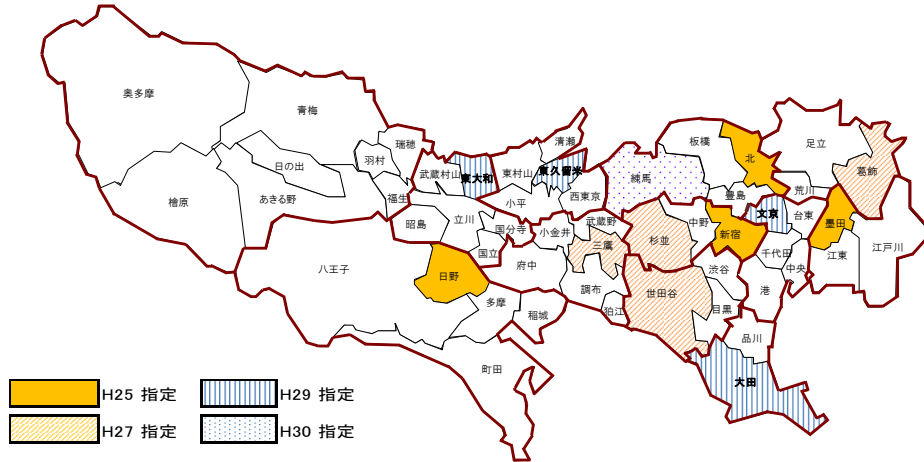 奥多摩
青梅
瑞穂
羽村
日の出
あきる野
檜原
福生
武蔵村山
東大和
東村山
清瀬
東久留米
小平
西東京
昭島
立川
国分寺
国立
小金井
武蔵野
三鷹
八王子
日野
府中
調布
狛江
多摩
稲城
町田
練馬
板橋
北
足立
葛飾
豊島
文京
荒川
台東
墨田
中野
杉並
新宿
千代田
中央
江東
江戸川
渋谷
世田谷
目黒
港
品川
大田
H25 指定
H29 指定
H27 指定
H30 指定